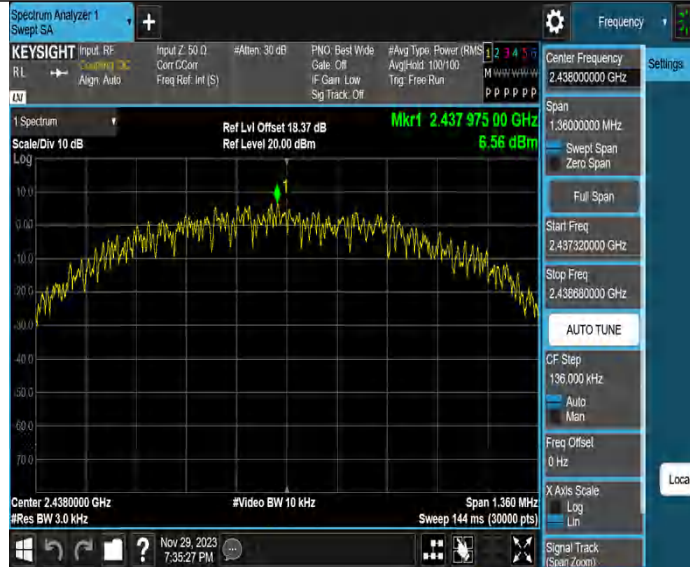 Spectrum Analyzer 1
Swept SA
+
Frequency
KEYSIGHT
RL
Input: RF
Coupling: DC
Align: Auto
Input Z: 50 Ω
Corr CCorr
Freq Ref: Int (S)
#Atten: 30 dB
PNO: Best Wide
Gate: Off
IF Gain: Low
Sig Track: Off
#Avg Type: Power (RMS
Avg|Hold: 100/100
Trig: Free Run
1 2 3 4 5 6
M W W W W W
P P P P P P
LXI
1 Spectrum
Scale/Div 10 dB
Ref Lvl Offset 18.37 dB
Ref Level 20.00 dBm
Mkr1 2.437 975 00 GHz
6.56 dBm
Log
1
10.0
0.00
-10.0
-20.0
-30.0
-40.0
-50.0
-60.0
-70.0
Center 2.4380000 GHz
#Res BW 3.0 kHz
#Video BW 10 kHz
Span 1.360 MHz
Sweep 144 ms (30000 pts)
?
Nov 29, 2023
7:35:27 PM
Center Frequency
2.438000000 GHz
Settings
Span
1.36000000 MHz
Swept Span
Zero Span
Full Span
Start Freq
2.437320000 GHz
Stop Freq
2.438680000 GHz
AUTO TUNE
CF Step
136.000 kHz
Auto
Man
Freq Offset
0 Hz
X Axis Scale
Log
Lin
Loca
Signal Track
(Span Zoom)